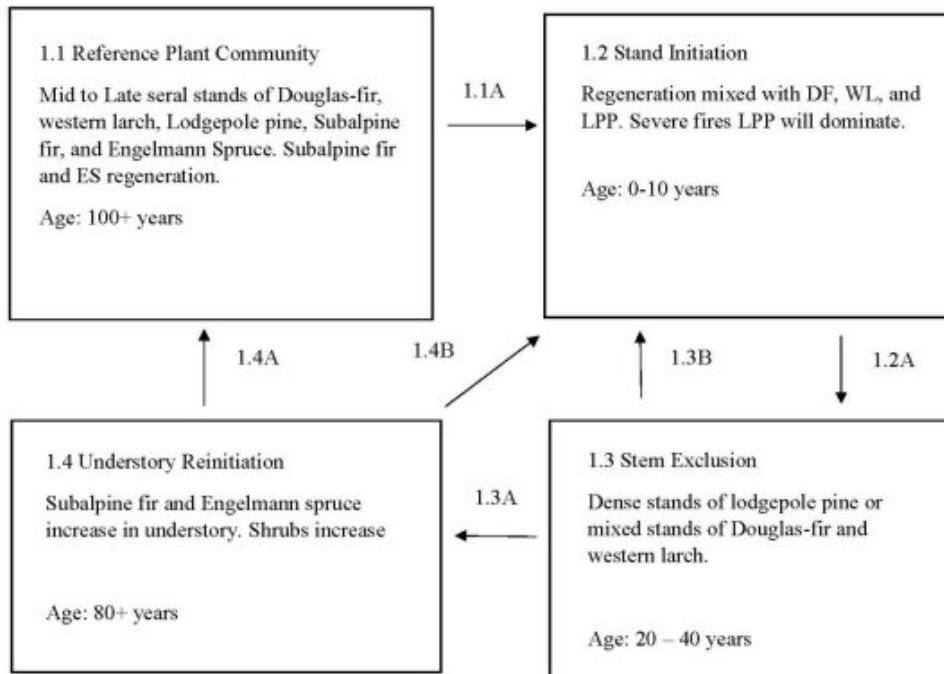 1.1 Reference Plant Community
Mid to Late seral stands of Douglas-fir,
western larch, Lodgepole pine, Subalpine
fir, and Engelmann Spruce. Subalpine fir
and ES regeneration.
Age: 100+ years
1.1A
1.2 Stand Initiation
Regeneration mixed with DF, WL, and
LPP. Severe fires LPP will dominate.
Age: 0-10 years
1.4A
1.4B
1.3B
1.2A
1.4 Understory Reinitiation
Subalpine fir and Engelmann spruce
increase in understory. Shrubs increase
Age: 80+ years
1.3A
1.3 Stem Exclusion
Dense stands of lodgepole pine or
mixed stands of Douglas-fir and
western larch.
Age: 20 – 40 years